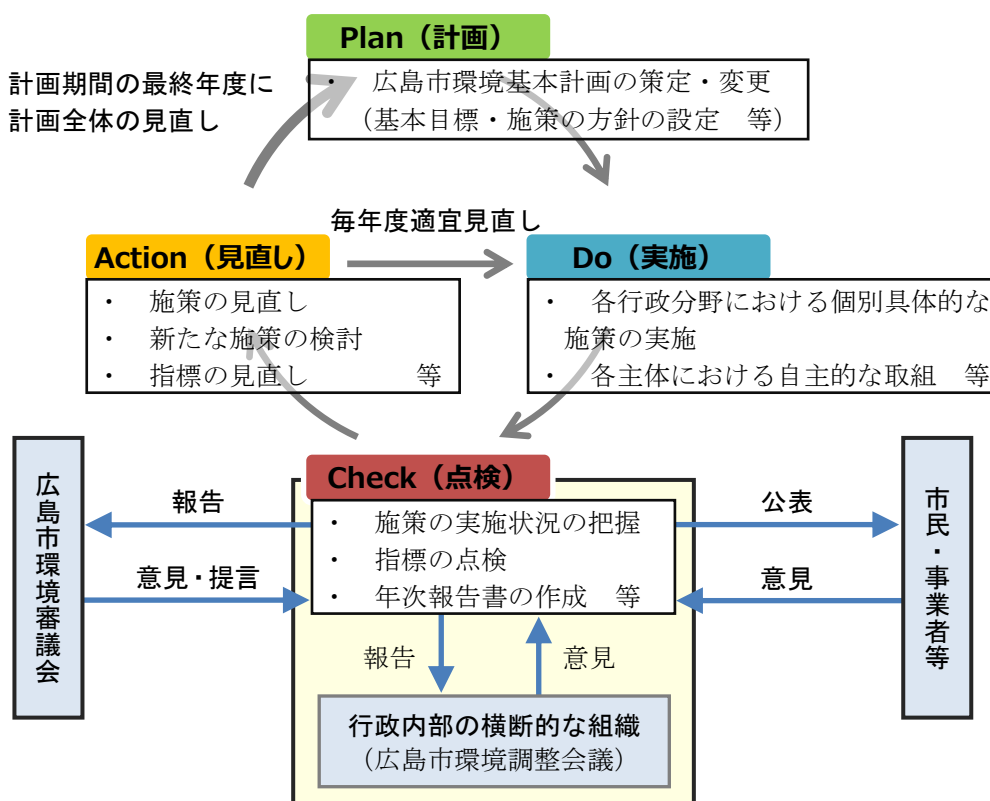 Plan（計画）
計画期間の最終年度に
計画全体の見直し
・　広島市環境基本計画の策定・変更
（基本目標・施策の方針の設定　等）
毎年度適宜見直し
Action（見直し）
・　施策の見直し
・　新たな施策の検討
・　指標の見直し　　　　　等
Do（実施）
・　各行政分野における個別具体的な
施策の実施
・　各主体における自主的な取組　等
Check（点検）
・　施策の実施状況の把握
・　指標の点検
・　年次報告書の作成　等
広島市環境審議会
報告
意見・提言
公表
意見
市民・事業者等
報告
意見
行政内部の横断的な組織
（広島市環境調整会議）